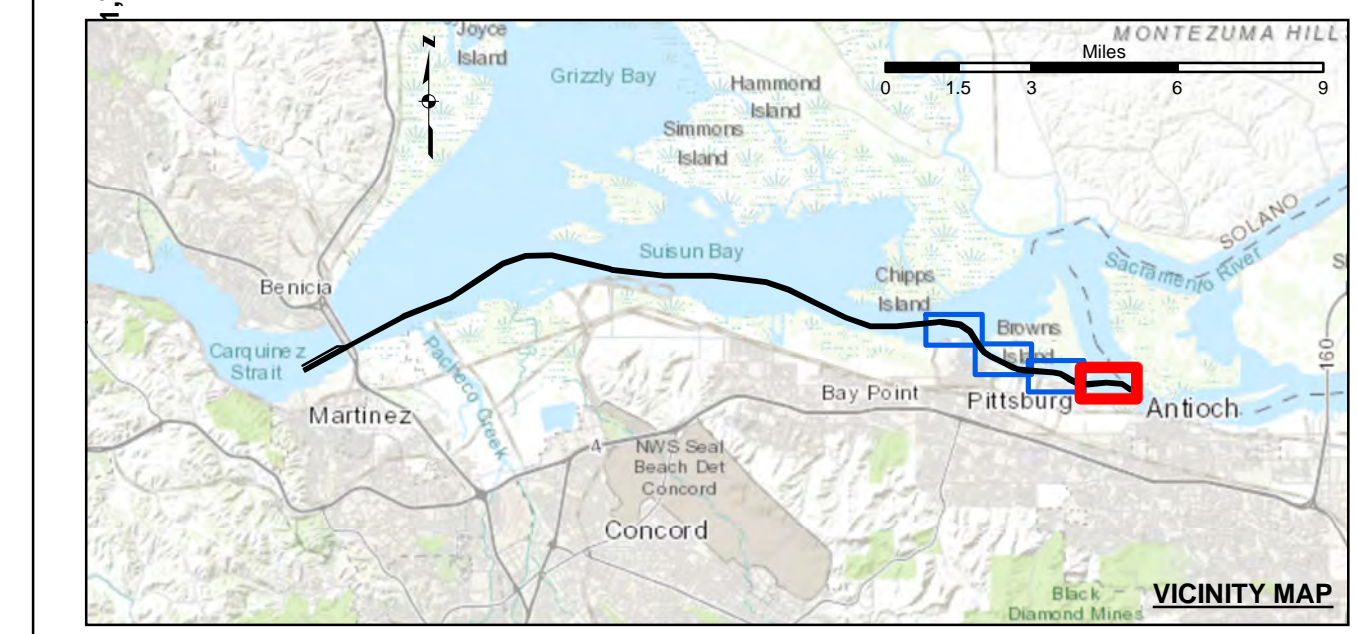 MONTEZUMA HILL
Miles
0 1.5 3 6 9
N
Joyce
Island
Grizzly Bay
Hammond
Island
Simmons
Island
SOLANO
Sacramento River
Suisun Bay
Chipps
Island
Benicia
Browns
Island
Carquinez
Strait
Pacheco Creek
160
Bay Point
Pittsburg
Antioch
Martinez
4
NWS Seal
Beach Det
Concord
Concord
Black
Diamond Mines
VICINITY MAP